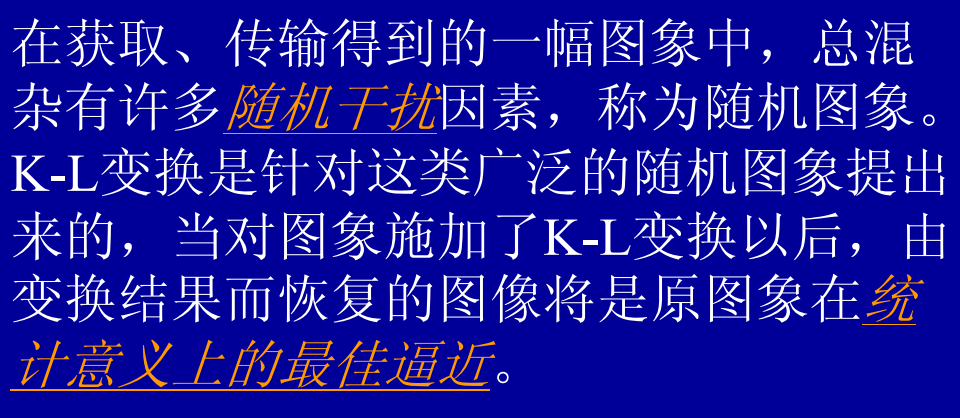 在获取、传输得到的一幅图象中，总混
杂有许多随机干扰因素，称为随机图象。
K-L变换是针对这类广泛的随机图象提出
来的，当对图象施加了K-L变换以后，由
变换结果而恢复的图像将是原图象在统
计意义上的最佳逼近。